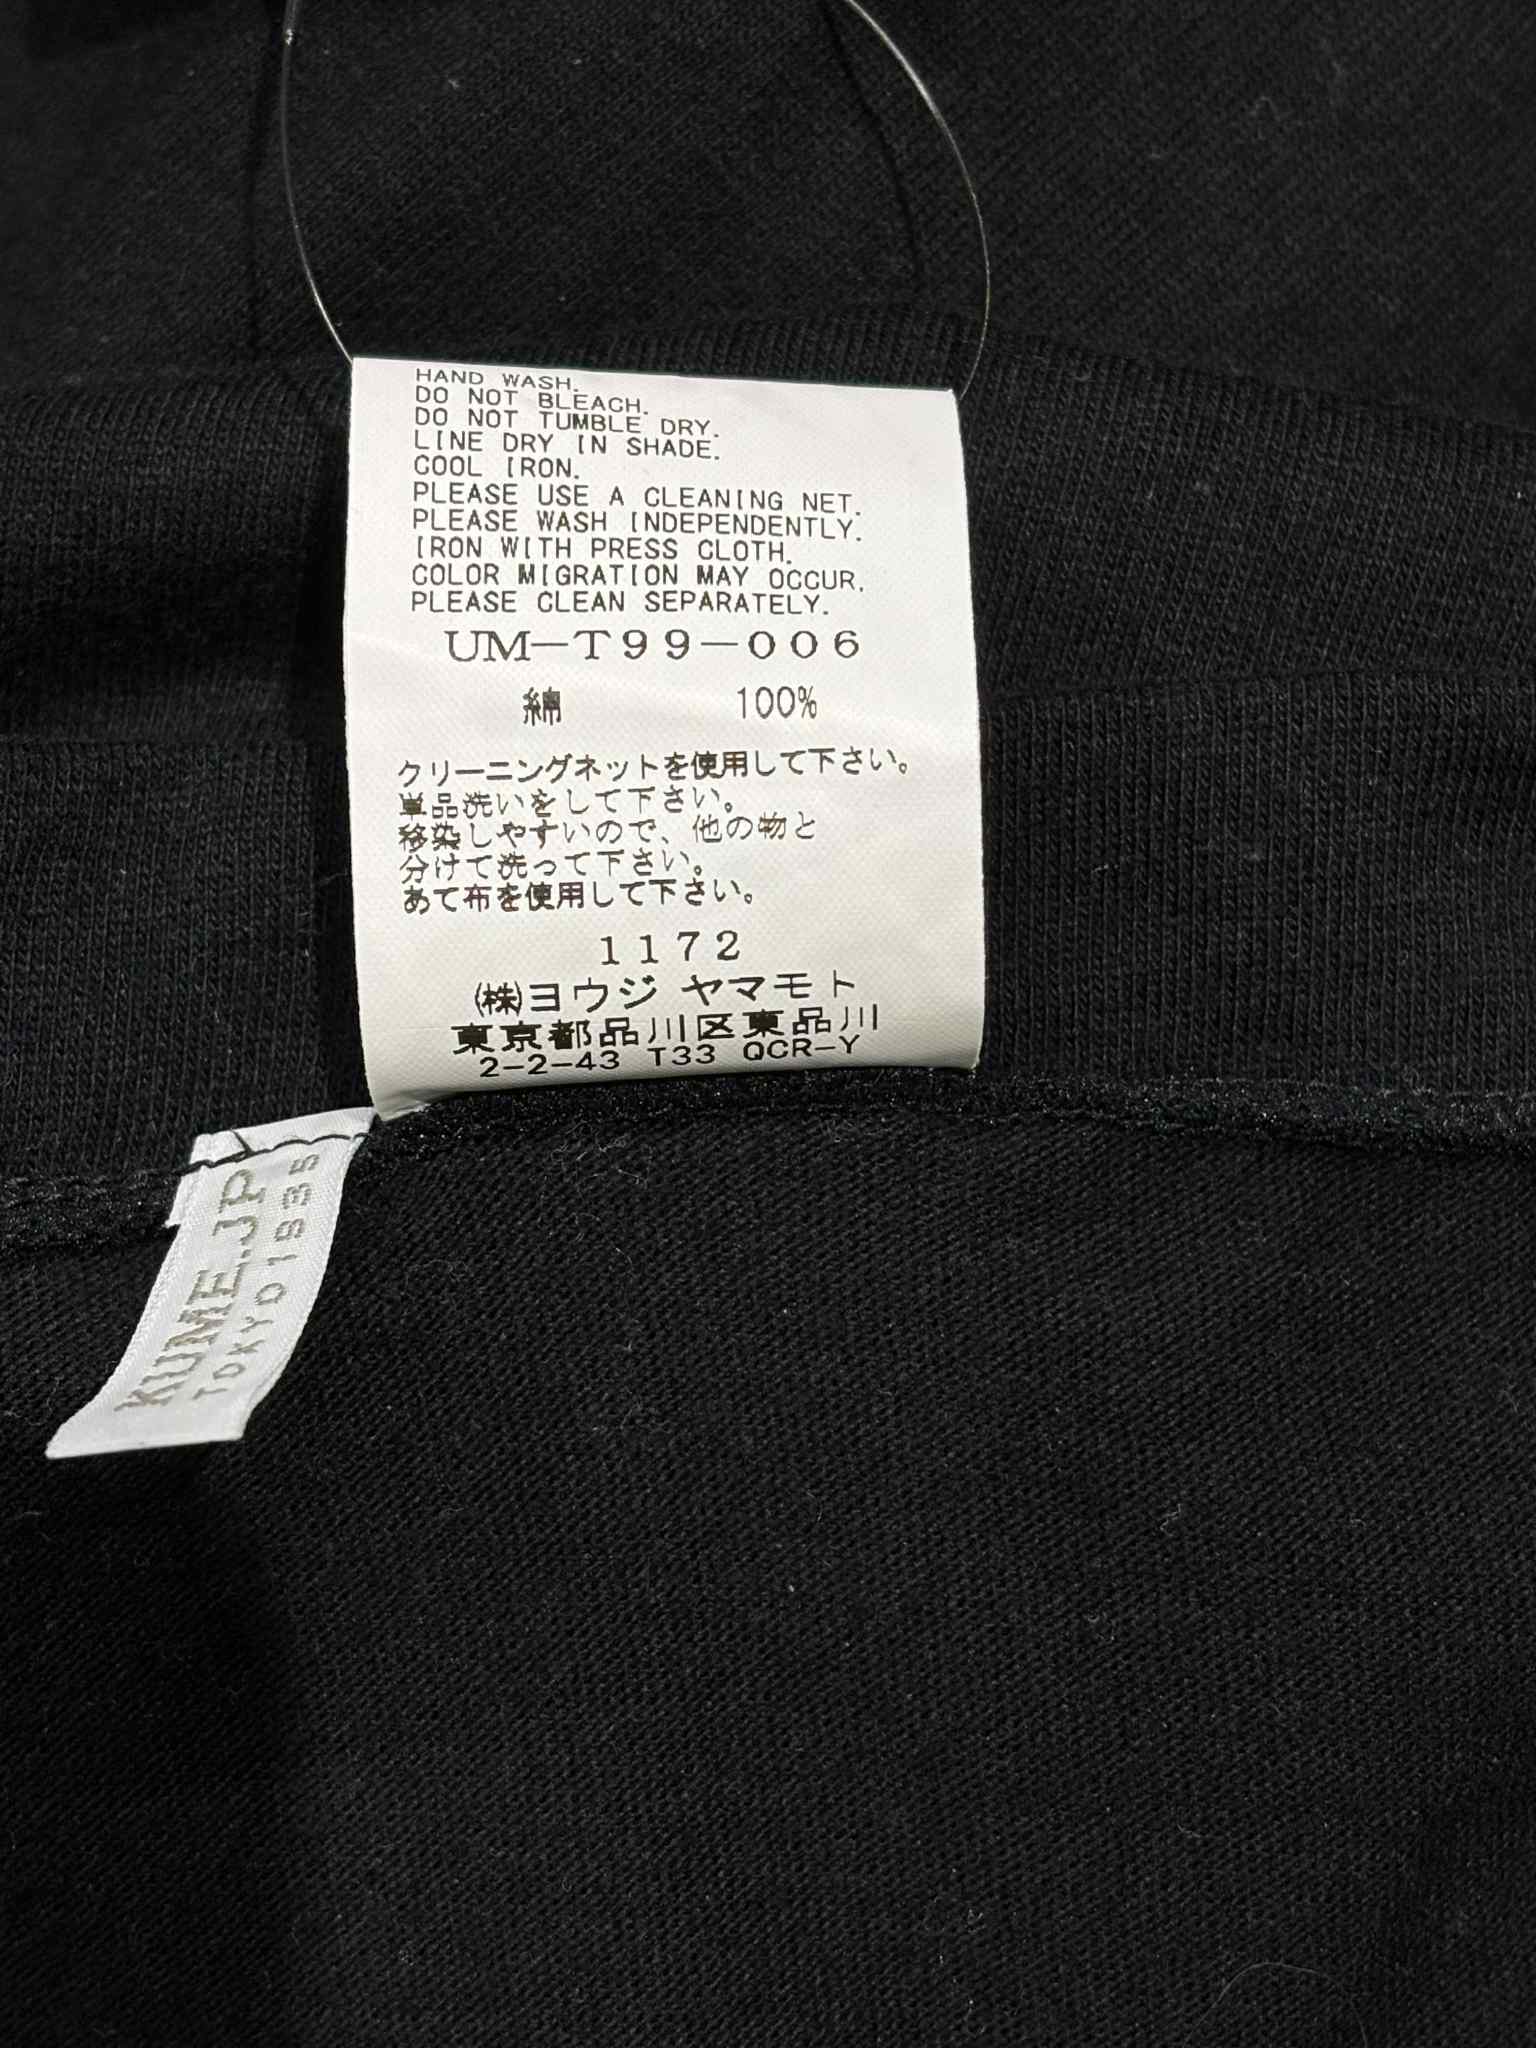 HAND WASH.
DO NOT BLEACH.
DO NOT TUMBLE DRY.
LINE DRY IN SHADE.
COOL IRON.
PLEASE USE A CLEANING NET.
PLEASE WASH INDEPENDENTLY.
IRON WITH PRESS CLOTH.
COLOR MIGRATION MAY OCCUR.
PLEASE CLEAN SEPARATELY.
UM-T99-006
綿 100%
クリーニングネットを使用して下さい。
単品洗いをして下さい。
移染しやすいので、他の物と
分けて洗って下さい。
あて布を使用して下さい。
1172
㈱ヨウジ ヤマモト
東京都品川区東品川
2-2-43 T33 QCR-Y
KUME.JP
TOKYO1935